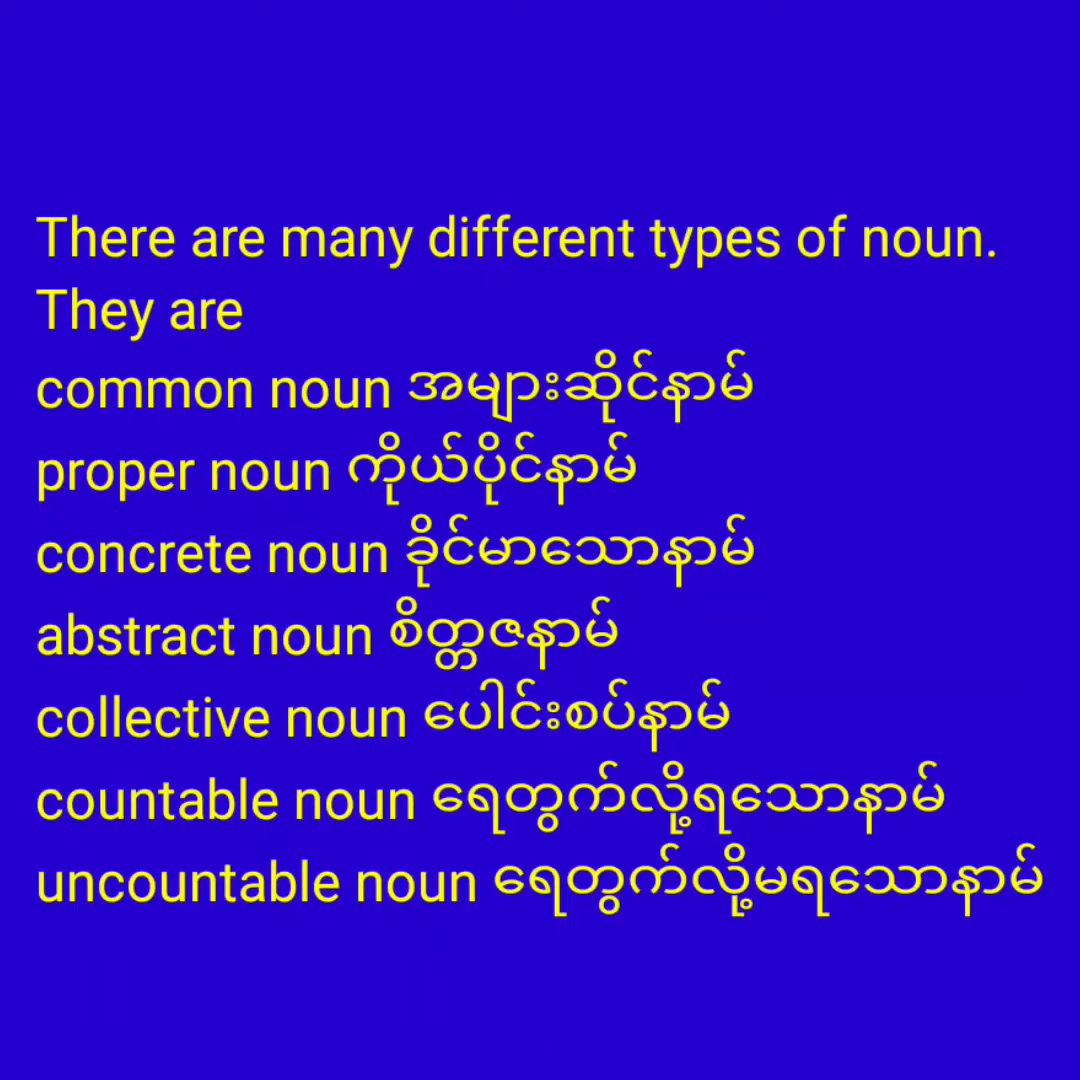 There are many different types of noun.
They are
common noun အများဆိုင်နာမ်
proper noun ကိုယ်ပိုင်နာမ်
concrete noun ခိုင်မာသောနာမ်
abstract noun စိတ္တဇနာမ်
collective noun ပေါင်းစပ်နာမ်
countable noun ရေတွက်လို့ရသောနာမ်
uncountable noun ရေတွက်လို့မရသောနာမ်